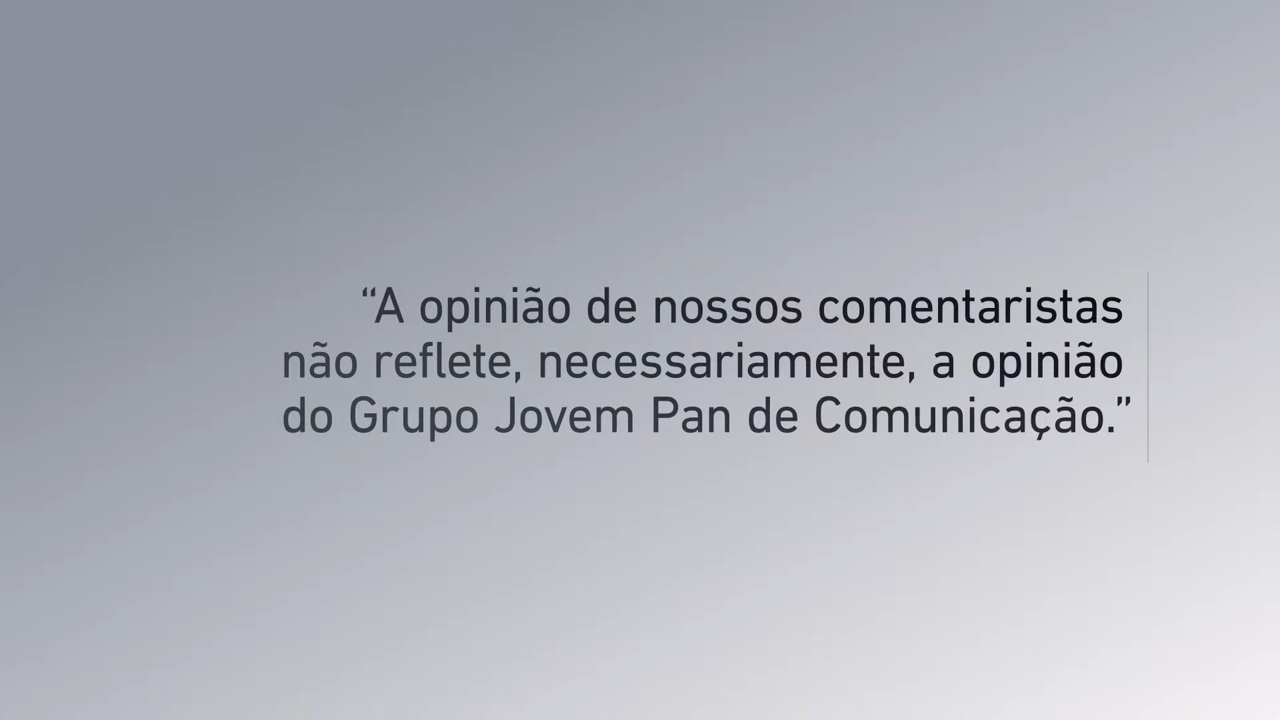 “A opinião de nossos comentaristas
não reflete, necessariamente, a opinião
do Grupo Jovem Pan de Comunicação.”